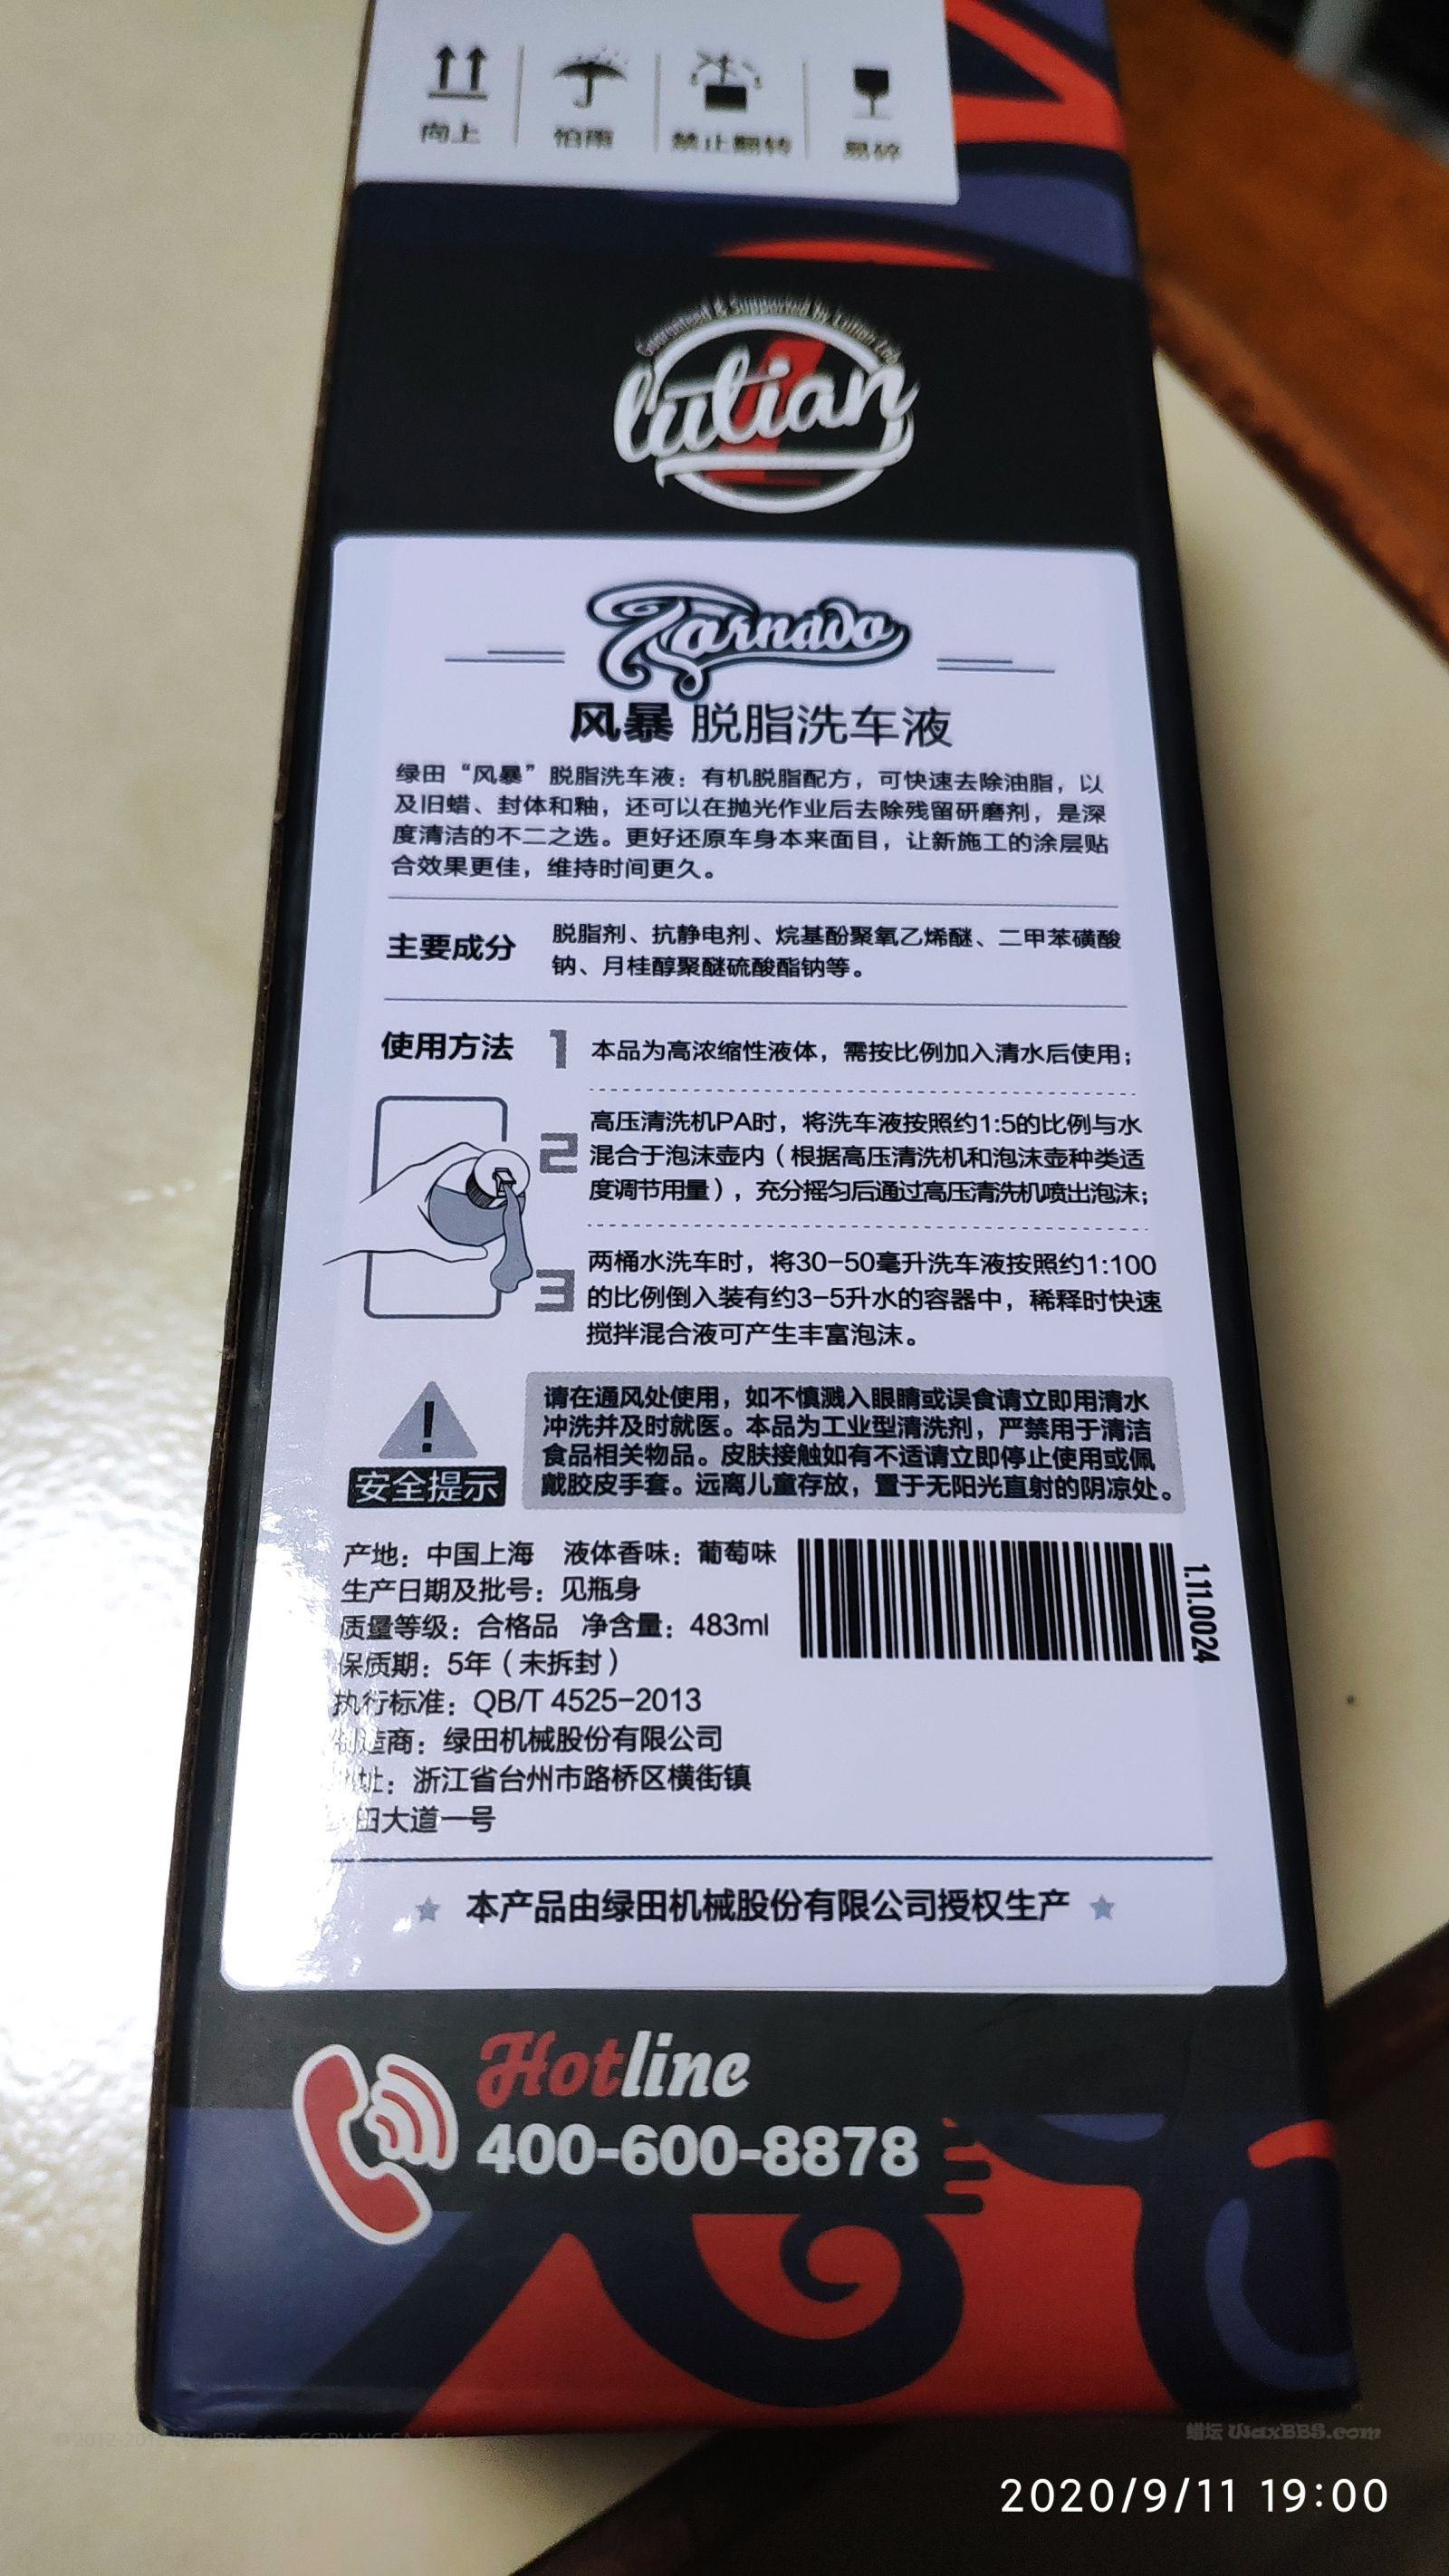 向上 怕雨 禁止翻转 易碎
Guaranteed & Supported by Lutian Lab
lutian
Tarnado
风暴 脱脂洗车液
绿田“风暴”脱脂洗车液：有机脱脂配方，可快速去除油脂，以
及旧蜡、封体和釉，还可以在抛光作业后去除残留研磨剂，是深
度清洁的不二之选。更好还原车身本来面目，让新施工的涂层贴
合效果更佳，维持时间更久。
主要成分 脱脂剂、抗静电剂、烷基酚聚氧乙烯醚、二甲苯磺酸
钠、月桂醇聚醚硫酸酯钠等。
使用方法 1 本品为高浓缩性液体，需按比例加入清水后使用；
高压清洗机PA时，将洗车液按照约1:5的比例与水
2 混合于泡沫壶内（根据高压清洗机和泡沫壶种类适
度调节用量），充分摇匀后通过高压清洗机喷出泡沫；
两桶水洗车时，将30-50毫升洗车液按照约1:100
3 的比例倒入装有约3-5升水的容器中，稀释时快速
搅拌混合液可产生丰富泡沫。
安全提示
请在通风处使用，如不慎溅入眼睛或误食请立即用清水
冲洗并及时就医。本品为工业型清洗剂，严禁用于清洁
食品相关物品。皮肤接触如有不适请立即停止使用或佩
戴胶皮手套。远离儿童存放，置于无阳光直射的阴凉处。
产地：中国上海 液体香味：葡萄味
生产日期及批号：见瓶身
质量等级：合格品 净含量：483ml
保质期：5年（未拆封）
执行标准：QB/T 4525-2013
制造商：绿田机械股份有限公司
址：浙江省台州市路桥区横街镇
田大道一号
1.11.0024
本产品由绿田机械股份有限公司授权生产
Hotline
400-600-8878
蜡坛 WaxBBS.com
2020/9/11 19:00